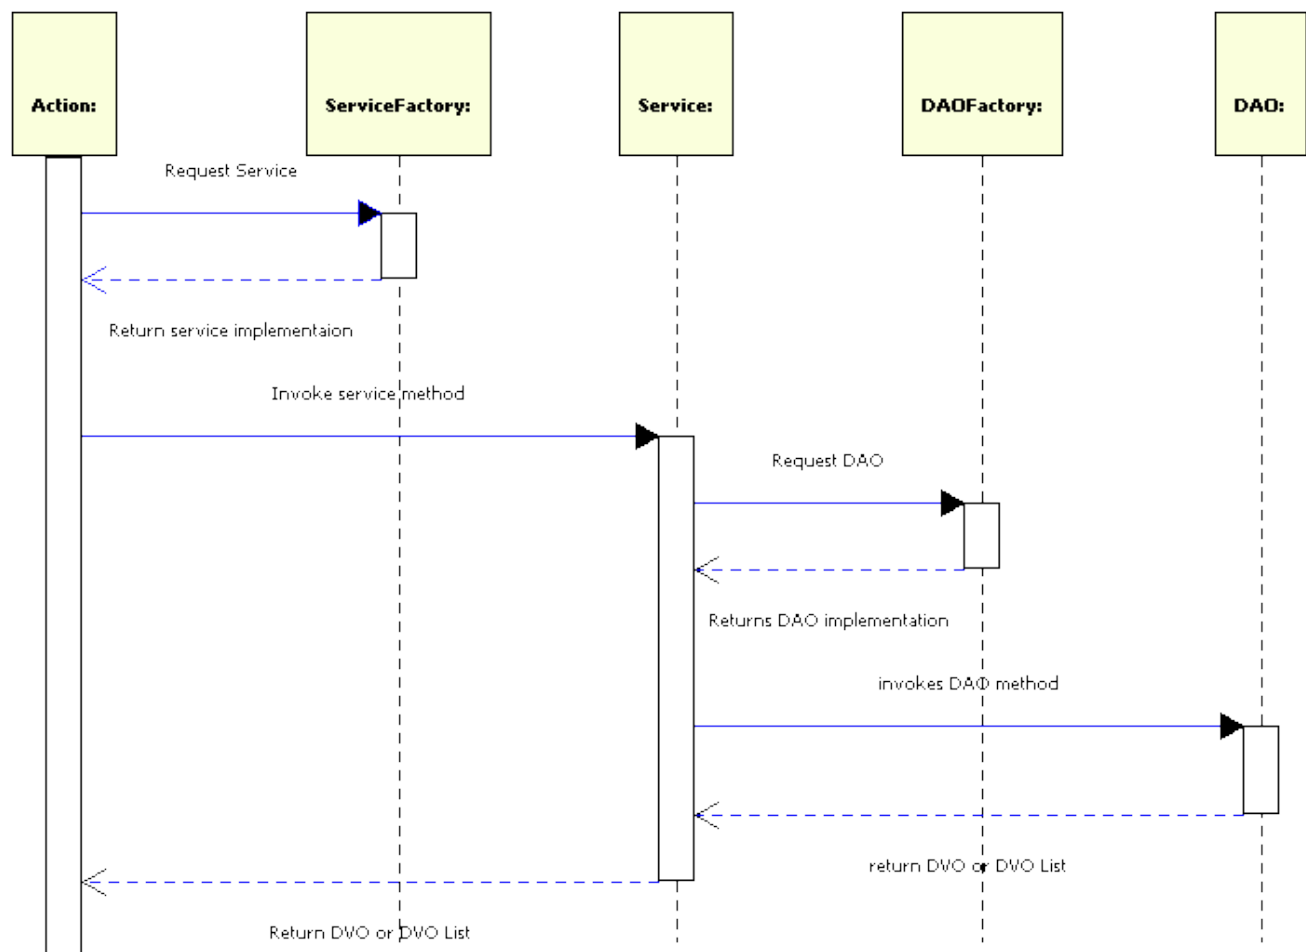 Action:
ServiceFactory:
Service:
DAOFactory:
DAO:
Request Service
Return service implementaion
Invoke service method
Request DAO
Returns DAO implementation
invokes DAO method
return DVO or DVO List
Return DVO or DVO List